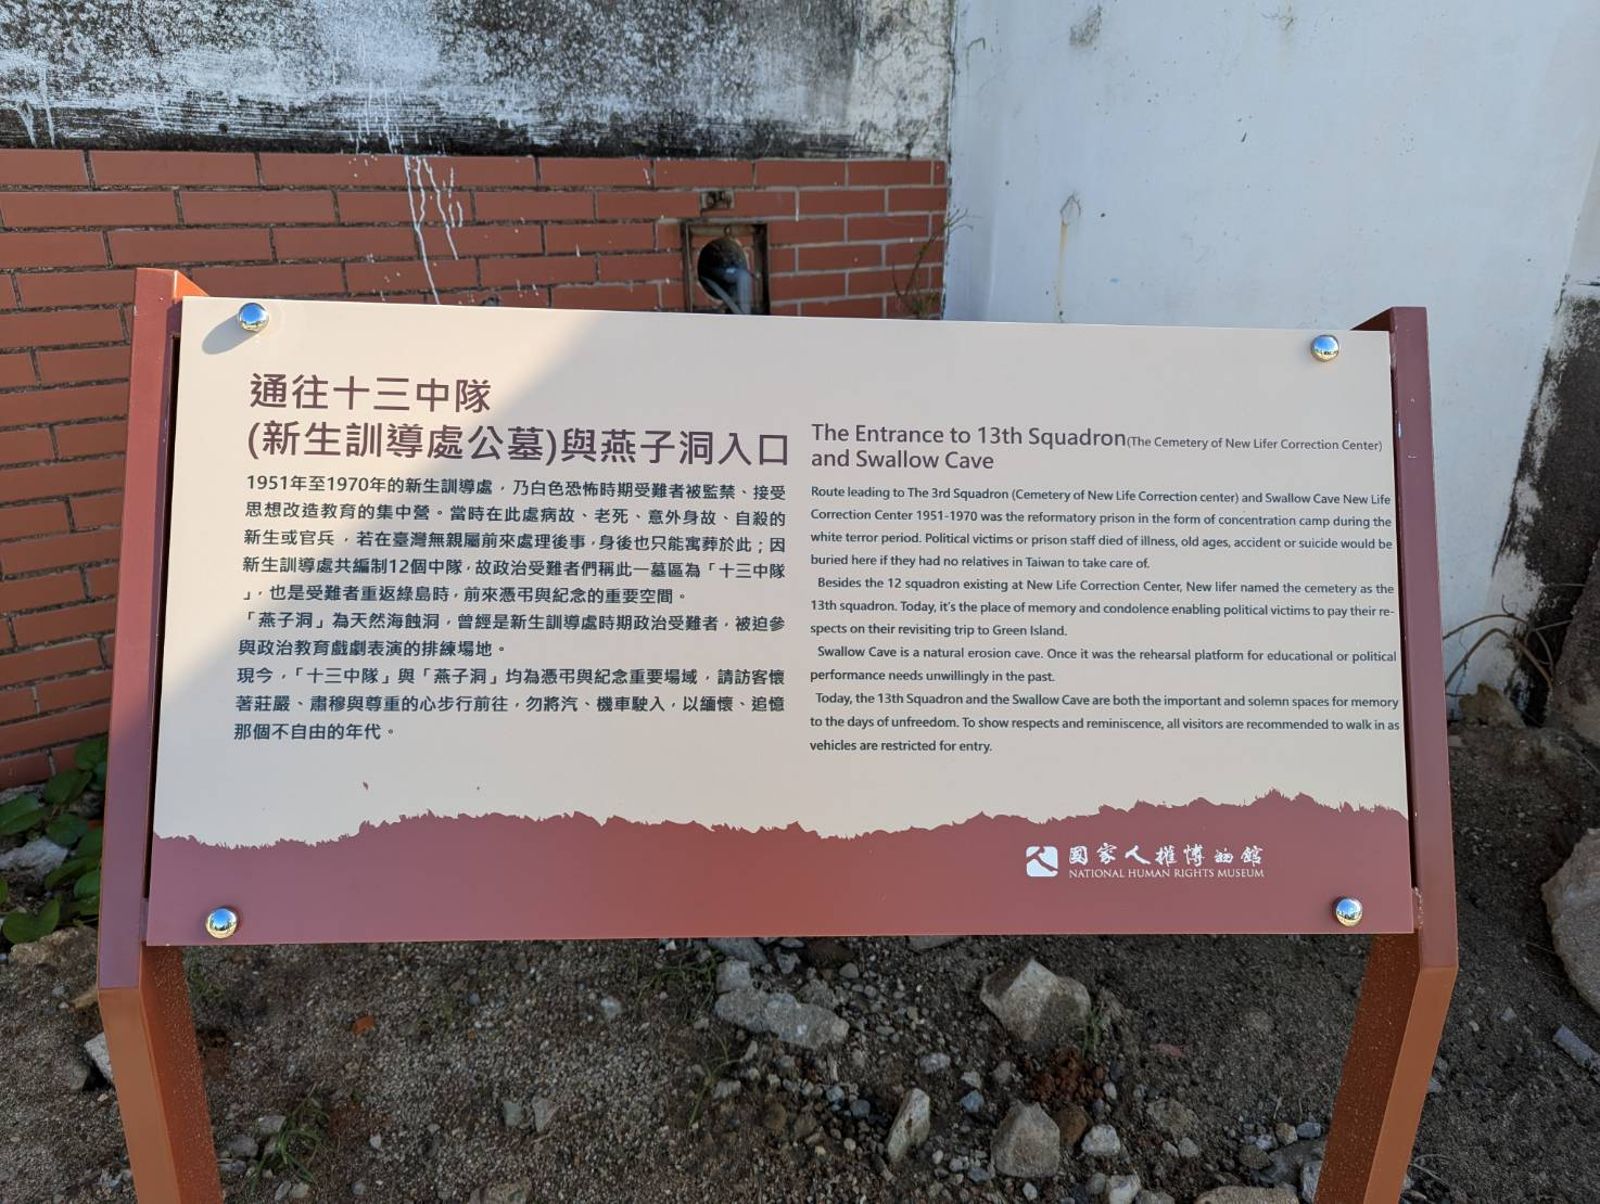 通往十三中隊
(新生訓導處公墓)與燕子洞入口
1951年至1970年的新生訓導處，乃白色恐怖時期受難者被監禁、接受
思想改造教育的集中營。當時在此處病故、老死、意外身故、自殺的
新生或官兵，若在臺灣無親屬前來處理後事，身後也只能寓葬於此；因
新生訓導處共編制12個中隊，故政治受難者們稱此一墓區為「十三中隊
」，也是受難者重返綠島時，前來憑弔與紀念的重要空間。
「燕子洞」為天然海蝕洞，曾經是新生訓導處時期政治受難者，被迫參
與政治教育戲劇表演的排練場地。
現今，「十三中隊」與「燕子洞」均為憑弔與紀念重要場域，請訪客懷
著莊嚴、肅穆與尊重的心步行前往，勿將汽、機車駛入，以緬懷、追憶
那個不自由的年代。
The Entrance to 13th Squadron(The Cemetery of New Lifer Correction Center)
and Swallow Cave
Route leading to The 3rd Squadron (Cemetery of New Life Correction center) and Swallow Cave New Life
Correction Center 1951-1970 was the reformatory prison in the form of concentration camp during the
white terror period. Political victims or prison staff died of illness, old ages, accident or suicide would be
buried here if they had no relatives in Taiwan to take care of.
Besides the 12 squadron existing at New Life Correction Center, New lifer named the cemetery as the
13th squadron. Today, it's the place of memory and condolence enabling political victims to pay their re-
spects on their revisiting trip to Green Island.
Swallow Cave is a natural erosion cave. Once it was the rehearsal platform for educational or political
performance needs unwillingly in the past.
Today, the 13th Squadron and the Swallow Cave are both the important and solemn spaces for memory
to the days of unfreedom. To show respects and reminiscence, all visitors are recommended to walk in as
vehicles are restricted for entry.
國家人權博物館
NATIONAL HUMAN RIGHTS MUSEUM